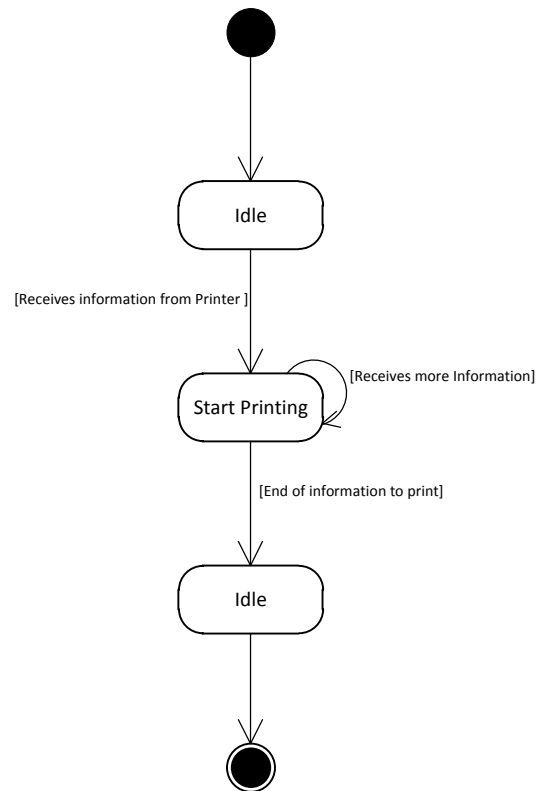 Idle
[Receives information from Printer ]
[Receives more Information]
Start Printing
[End of information to print]
Idle